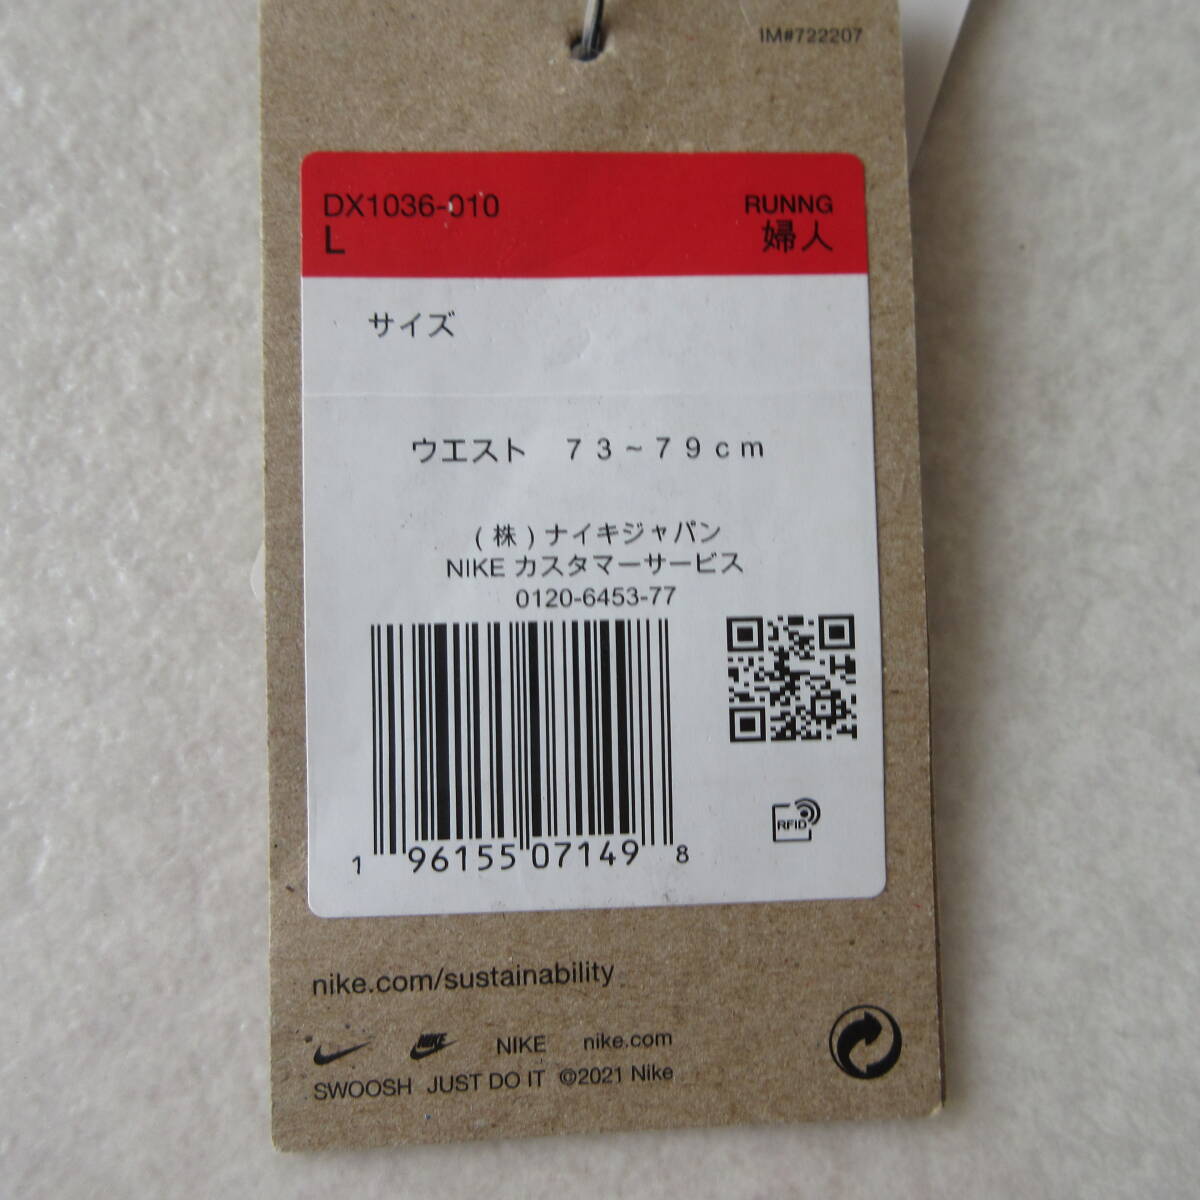 IM#722207
DX1036-010 RUNNG
L 婦人
サイズ
ウエスト 73~79cm
(株)ナイキジャパン
NIKE カスタマーサービス
0120-6453-77
1 96155 07149 8
RFID
nike.com/sustainability
NIKE NIKE nike.com
SWOOSH JUST DO IT ©2021 Nike